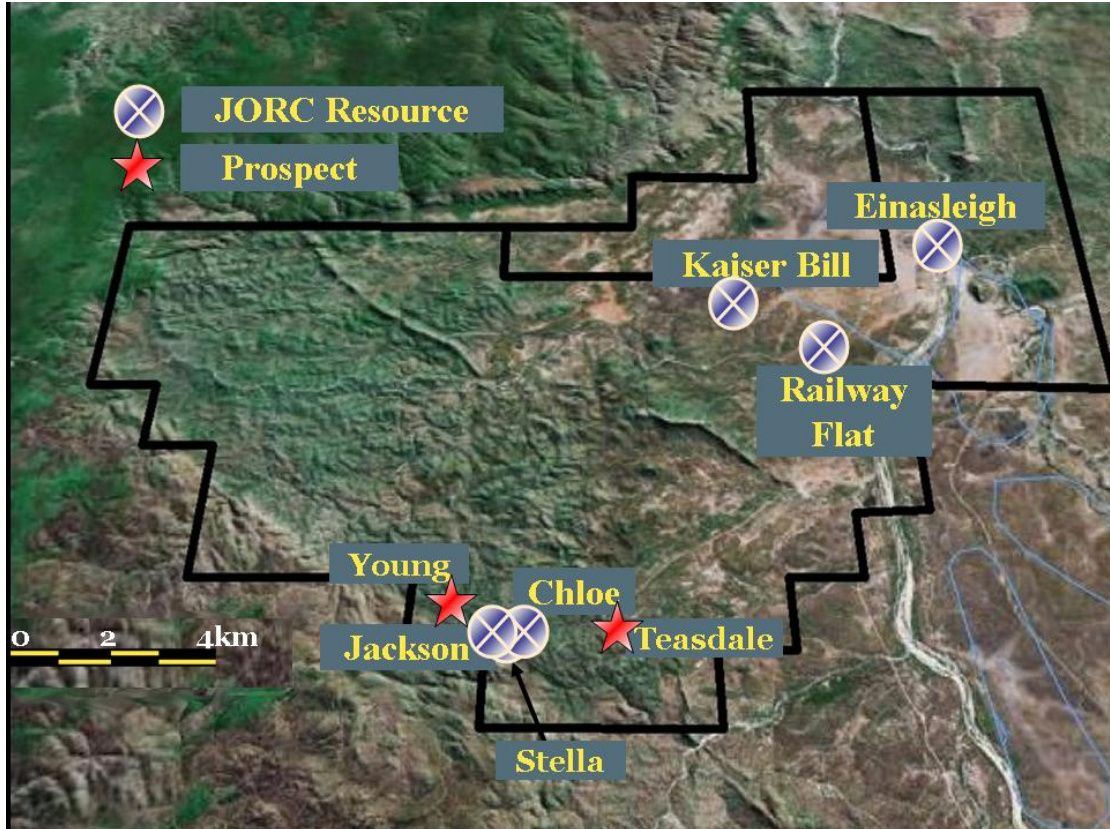 JORC Resource
Prospect
Einasleigh
Kaiser Bill
Railway
Flat
Young
Chloe
0 2 4km
Jackson
Teasdale
Stella